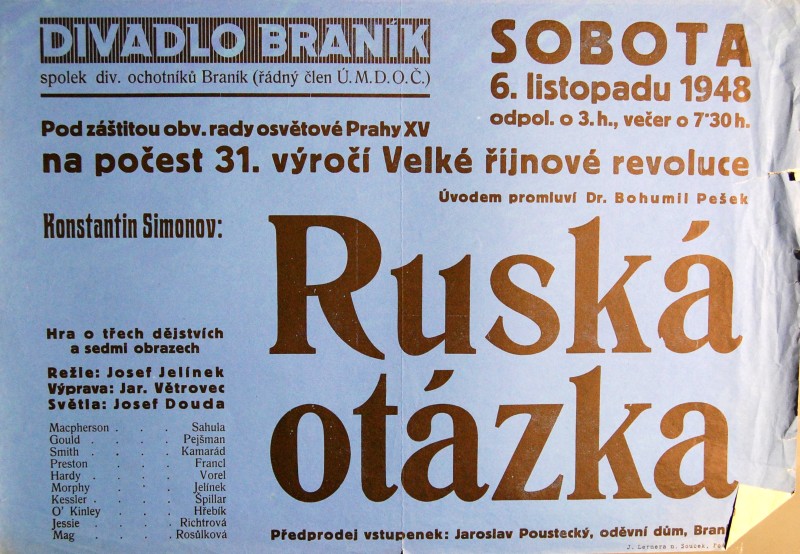 DIVADLO BRANÍK
spolek div. ochotníků Braník (řádný člen Ú.M.D.O.Č.)
SOBOTA
6. listopadu 1948
odpol. o 3. h., večer o 7˙30 h.
Pod záštitou obv. rady osvětové Prahy XV
na počest 31. výročí Velké říjnové revoluce
Úvodem promluví Dr. Bohumil Pešek
Konstantin Simonov:
Ruská
otázka
Hra o třech dějstvích
a sedmi obrazech
Režie: Josef Jelínek
Výprava: Jar. Větrovec
Světla: Josef Douda
Macpherson . . . Sahula
Gould . . . . Pejšman
Smith . . . . Kamarád
Preston . . . Francl
Hardy . . . . Vorel
Morphy . . . Jelínek
Kessler . . . Špillar
O' Kinley . . . Hřebík
Jessie . . . Richtrová
Mag . . . . Rosůlková
Předprodej vstupenek: Jaroslav Poustecký, oděvní dům, Bran